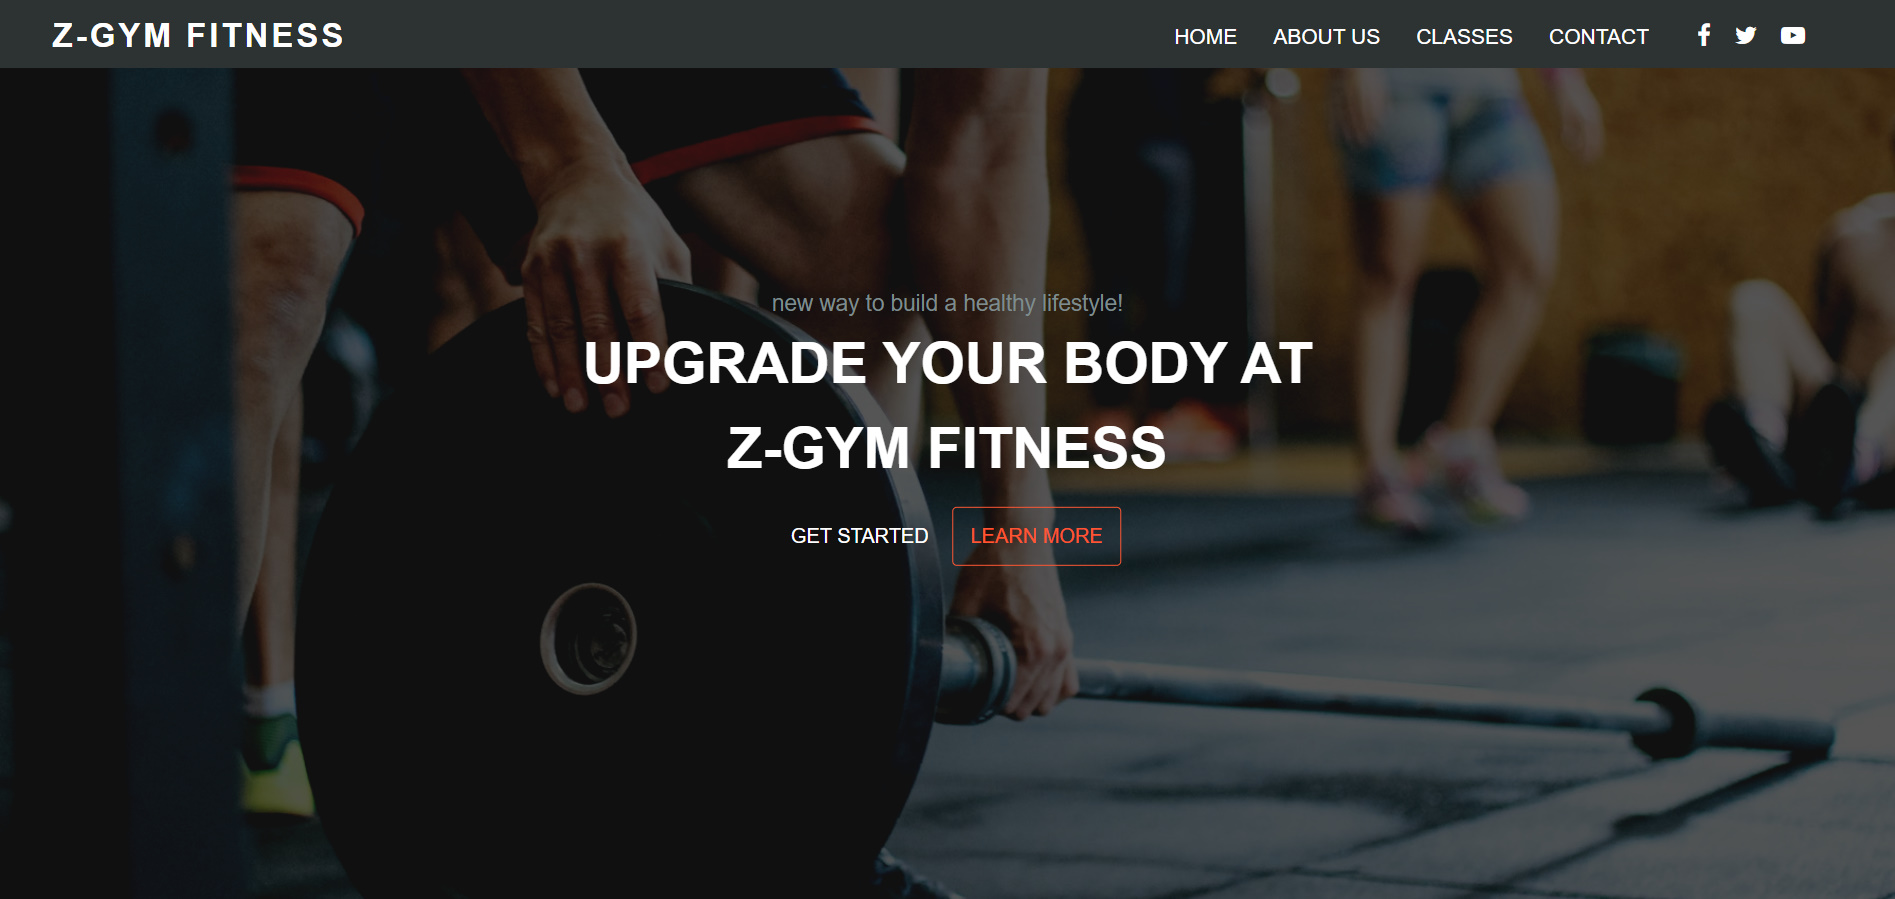 Z-GYM FITNESS
HOME ABOUT US CLASSES CONTACT
new way to build a healthy lifestyle!
UPGRADE YOUR BODY AT
Z-GYM FITNESS
GET STARTED LEARN MORE